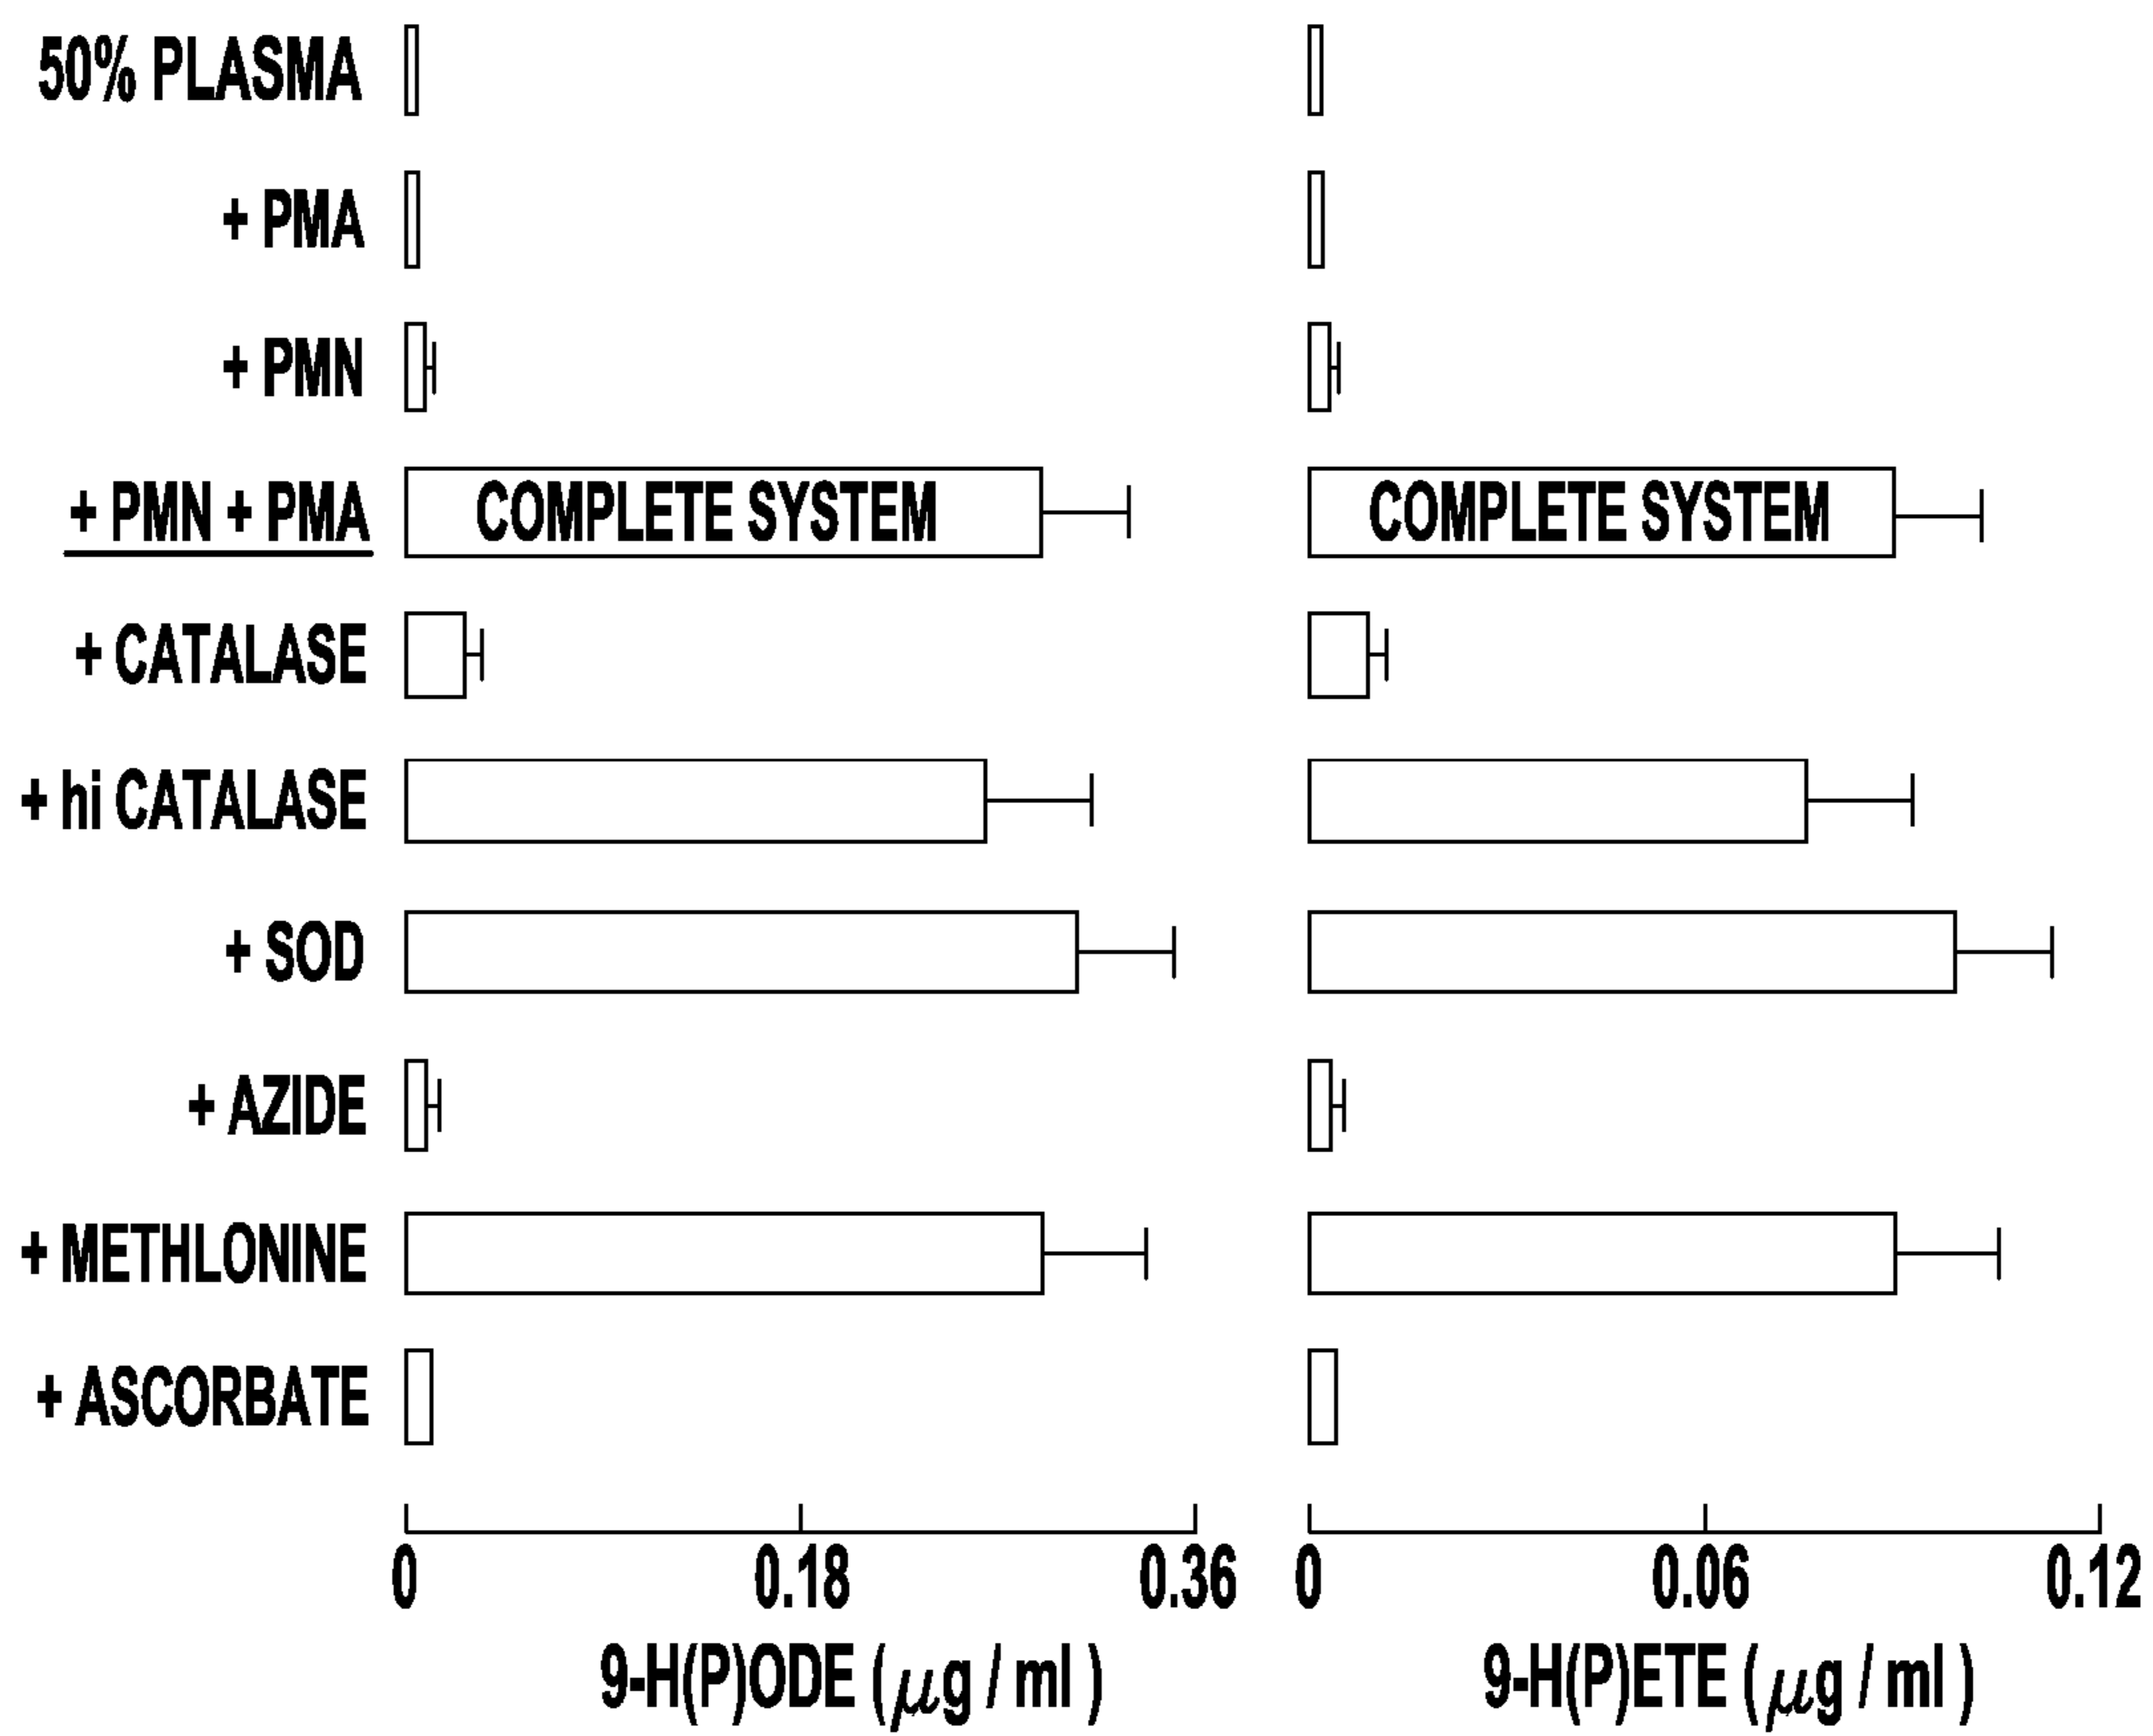 50% PLASMA
+ PMA
+ PMN
+ PMN + PMA
COMPLETE SYSTEM
COMPLETE SYSTEM
+ CATALASE
+ hi CATALASE
+ SOD
+ AZIDE
+ METHLONINE
+ ASCORBATE
0 0.18 0.36
0 0.06 0.12
9-H(P)ODE (μg / ml )
9-H(P)ETE (μg / ml )